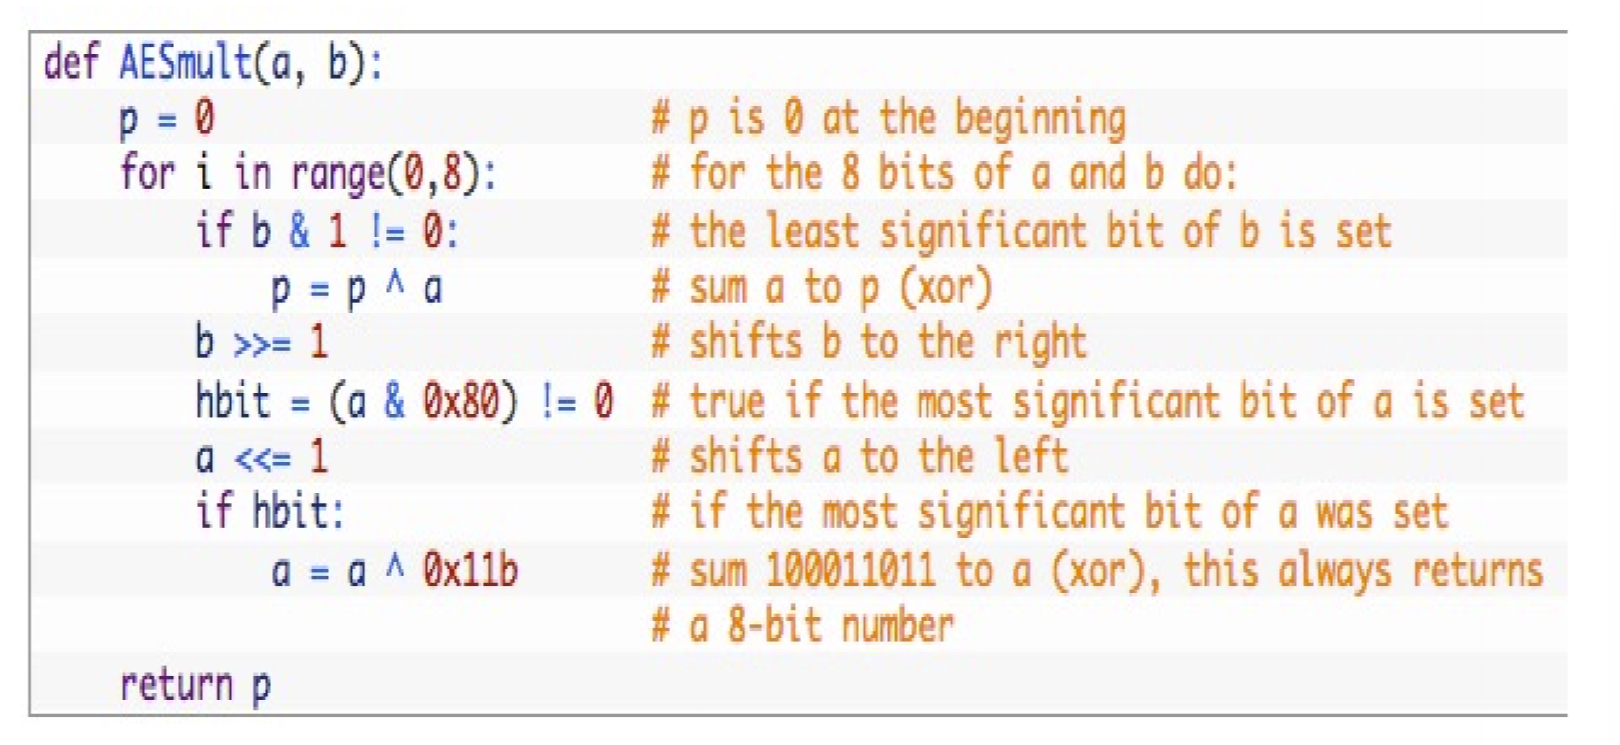 def AESmult(a, b):
    p = 0                       # p is 0 at the beginning
    for i in range(0,8):        # for the 8 bits of a and b do:
        if b & 1 != 0:          # the least significant bit of b is set
            p = p ^ a           # sum a to p (xor)
        b >>= 1                 # shifts b to the right
        hbit = (a & 0x80) != 0  # true if the most significant bit of a is set
        a <<= 1                 # shifts a to the left
        if hbit:                # if the most significant bit of a was set
            a = a ^ 0x11b       # sum 100011011 to a (xor), this always returns
                                # a 8-bit number
    return p